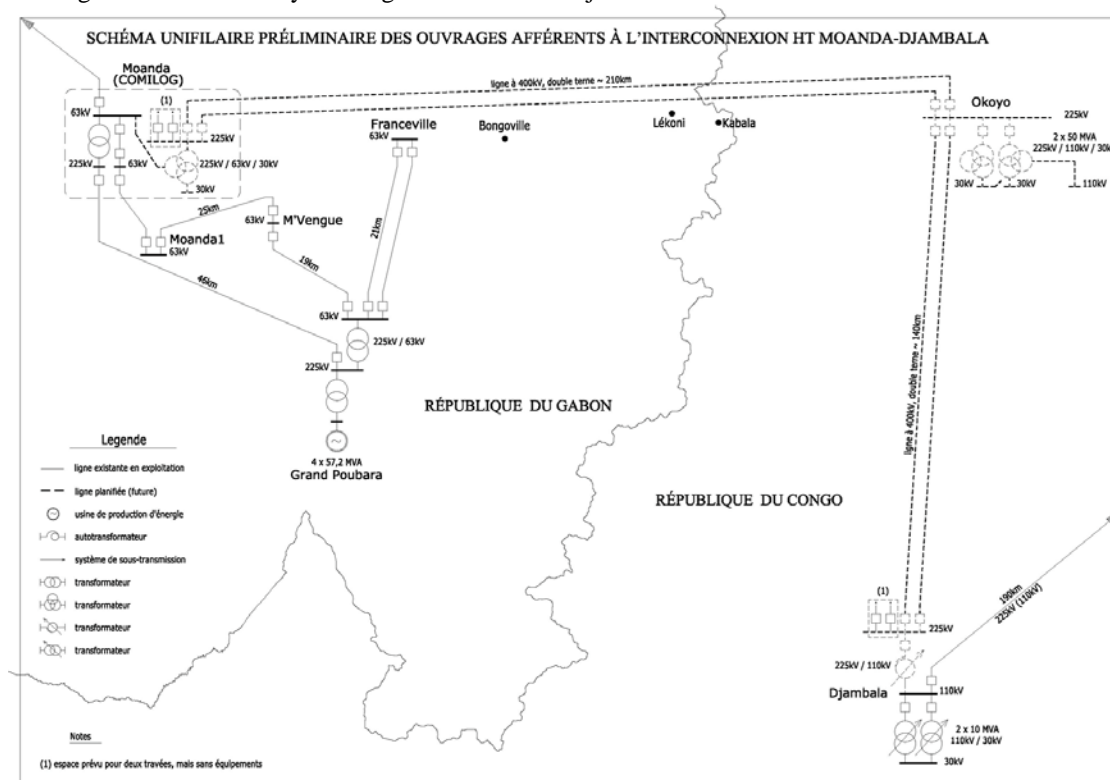 SCHÉMA UNIFILAIRE PRÉLIMINAIRE DES OUVRAGES AFFÉRENTS À L'INTERCONNEXION HT MOANDA-DJAMBALA
Moanda
(COMILOG)
63kV
(1)
225kV
225kV
63kV
225kV / 63kV / 30kV
30kV
ligne à 400kV, double terne ~ 210km
Franceville
63kV
Bongoville
Lékoni
Kabala
Okoyo
225kV
2 x 50 MVA
225kV / 110kV / 30k
30kV
30kV
110kV
25km
63kV
M'Vengue
Moanda1
63kV
21km
19km
46km
63kV
225kV / 63kV
225kV
4 x 57,2 MVA
Grand Poubara
RÉPUBLIQUE DU GABON
RÉPUBLIQUE DU CONGO
ligne à 400kV, double terne ~ 140km
190km
225kV (110kV)
(1)
225kV
225kV / 110kV
Djambala
110kV
2 x 10 MVA
110kV / 30kV
30kV
Legende
ligne existante en exploitation
ligne planifiée (future)
usine de production d'énergie
autotransformateur
système de sous-transmission
transformateur
transformateur
transformateur
transformateur
Notes
(1) espace prévu pour deux travées, mais sans équipements